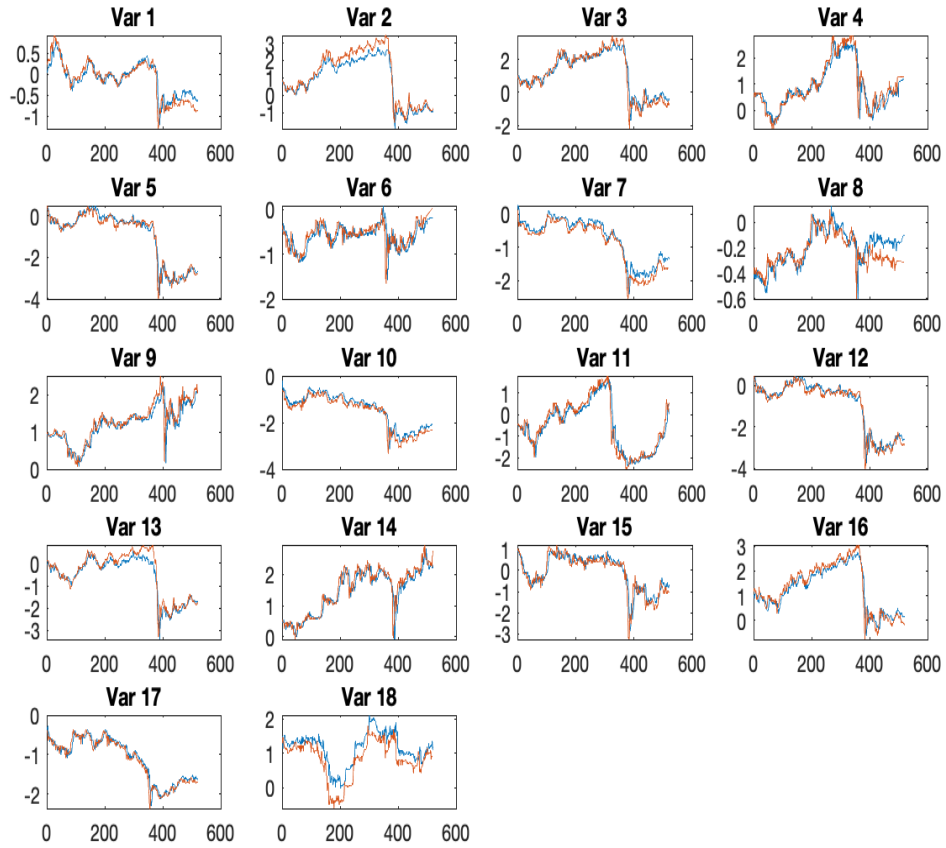 Var 1 Var 2 Var 3 Var 4
0.5 3 2 2
0 2 0 1
-0.5 1 -2 0
-1 -1
0 200 400 600 0 200 400 600 0 200 400 600 0 200 400 600
Var 5 Var 6 Var 7 Var 8
0 0 0 0
-2 -1 -1 -0.2
-4 -2 -2 -0.4
-0.6
0 200 400 600 0 200 400 600 0 200 400 600 0 200 400 600
Var 9 Var 10 Var 11 Var 12
2 0 1 0
1 -2 0 -2
0 -4 -1 -4
-2
0 200 400 600 0 200 400 600 0 200 400 600 0 200 400 600
Var 13 Var 14 Var 15 Var 16
0 2 1 3
-1 1 0 2
-2 0 -1 1
-3 -3 0
0 200 400 600 0 200 400 600 0 200 400 600 0 200 400 600
Var 17 Var 18
0 2
-1 1
-2 0
0 200 400 600 0 200 400 600